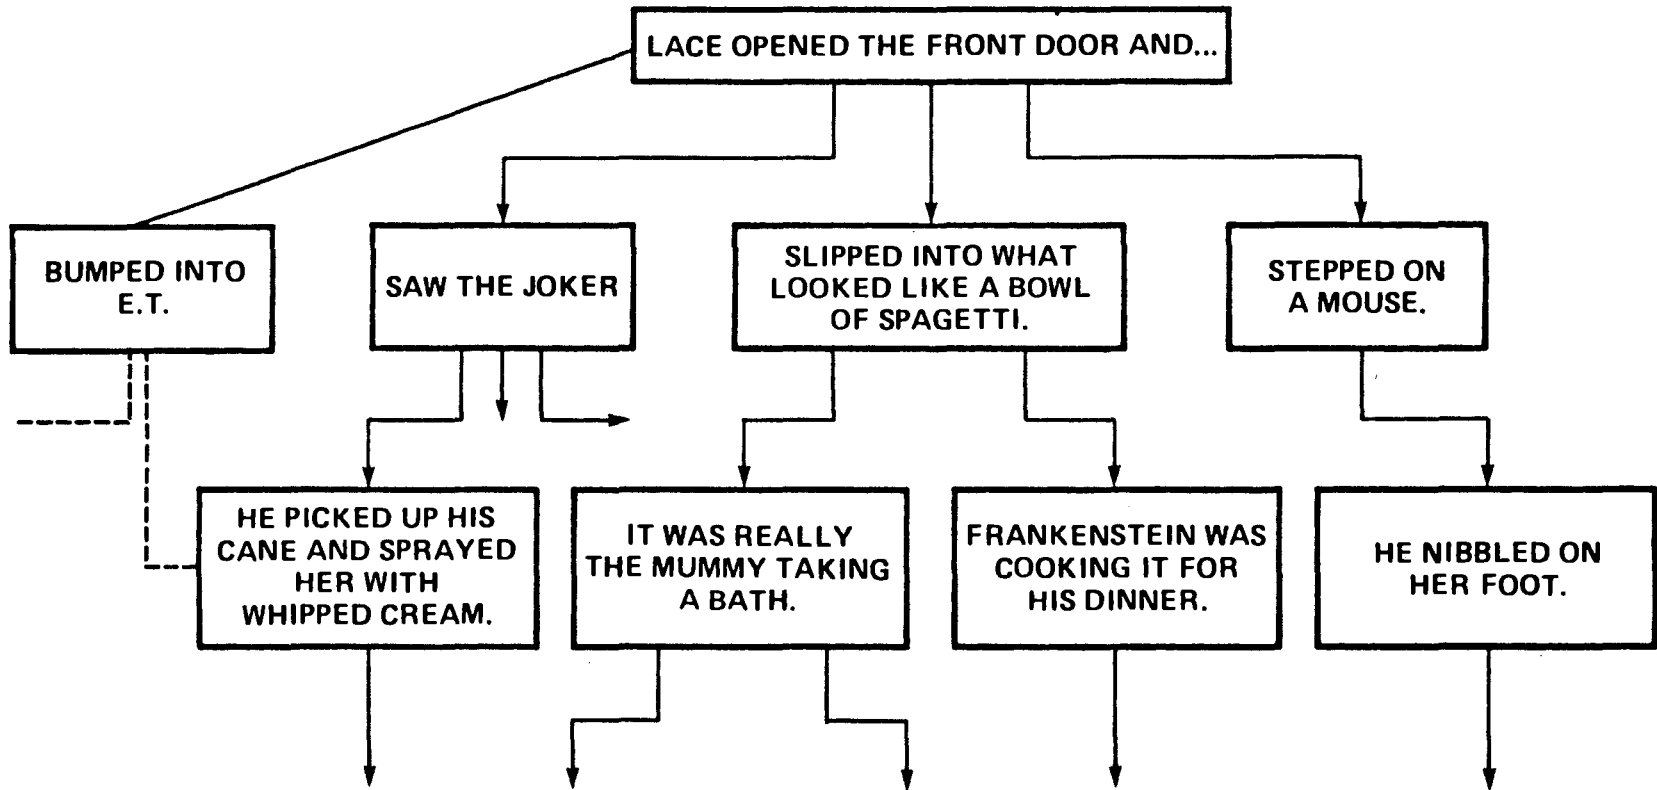 LACE OPENED THE FRONT DOOR AND...
BUMPED INTO
E.T.
SAW THE JOKER
SLIPPED INTO WHAT
LOOKED LIKE A BOWL
OF SPAGETTI.
STEPPED ON
A MOUSE.
HE PICKED UP HIS
CANE AND SPRAYED
HER WITH
WHIPPED CREAM.
IT WAS REALLY
THE MUMMY TAKING
A BATH.
FRANKENSTEIN WAS
COOKING IT FOR
HIS DINNER.
HE NIBBLED ON
HER FOOT.